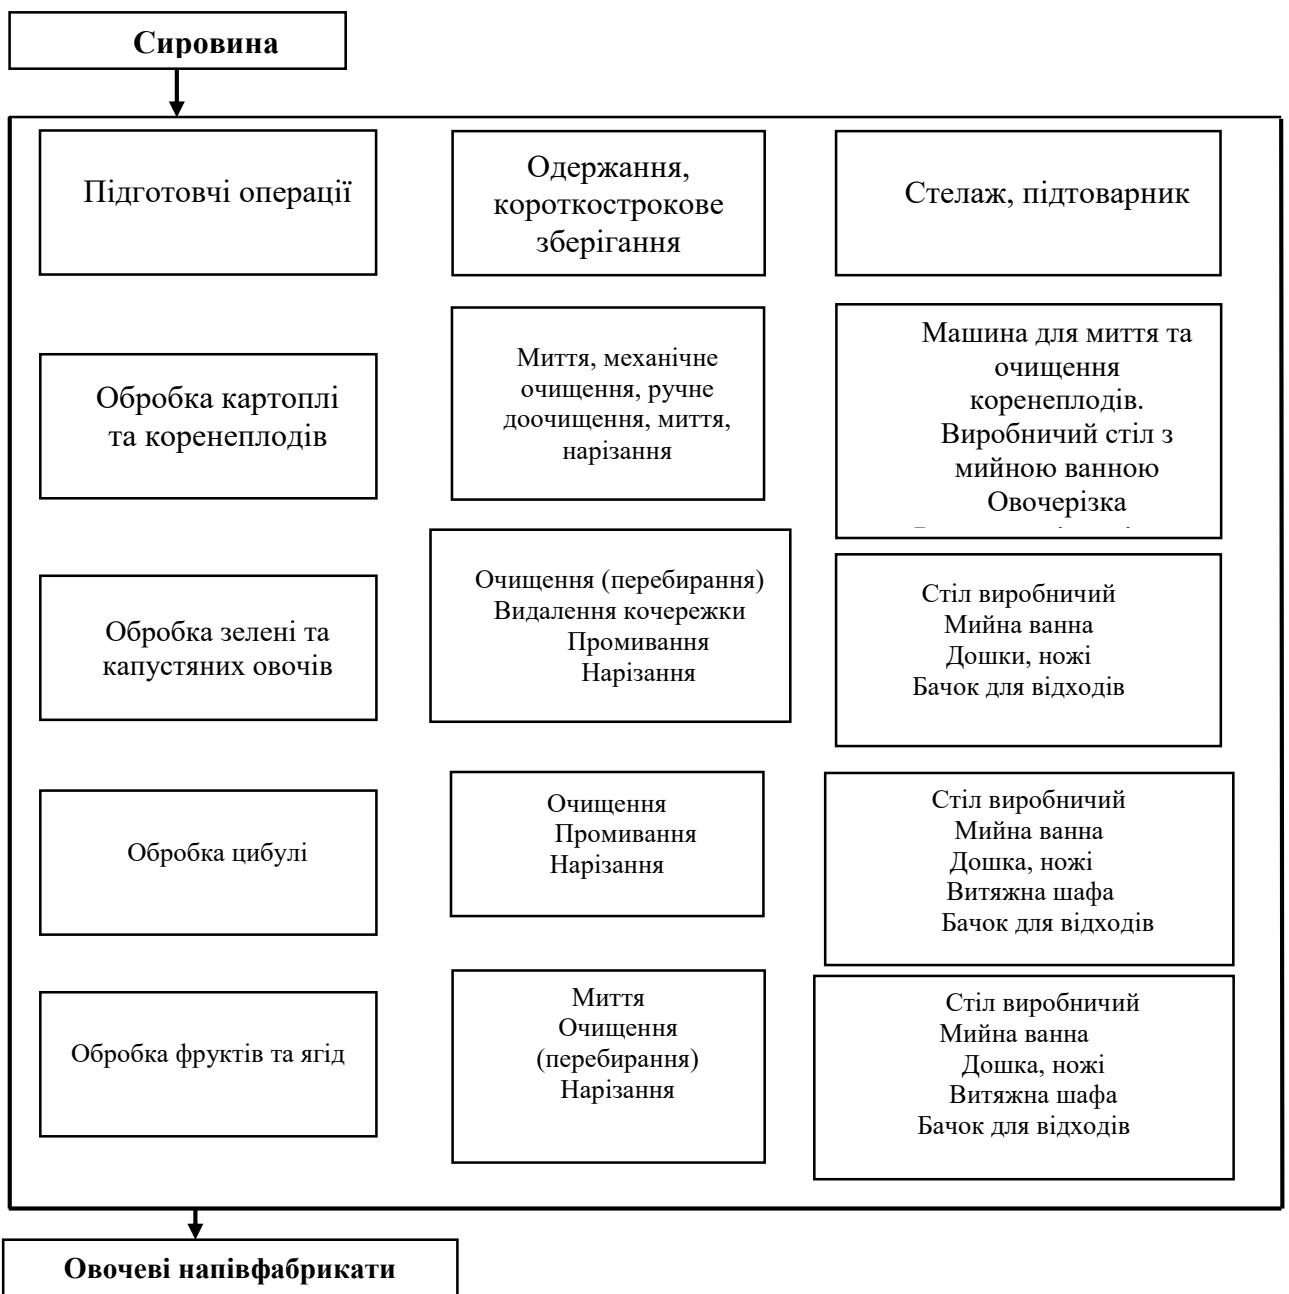 Сировина
Підготовчі операції
Одержання,
короткострокове
зберігання
Стелаж, підтоварник
Обробка картоплі
та коренеплодів
Миття, механічне
очищення, ручне
доочищення, миття,
нарізання
Машина для миття та
очищення
коренеплодів.
Виробничий стіл з
мийною ванною
Овочерізка
Обробка зелені та
капустяних овочів
Очищення (перебирання)
Видалення кочережки
Промивання
Нарізання
Стіл виробничий
Мийна ванна
Дошки, ножі
Бачок для відходів
Обробка цибулі
Очищення
Промивання
Нарізання
Стіл виробничий
Мийна ванна
Дошка, ножі
Витяжна шафа
Бачок для відходів
Обробка фруктів та ягід
Миття
Очищення
(перебирання)
Нарізання
Стіл виробничий
Мийна ванна
Дошка, ножі
Витяжна шафа
Бачок для відходів
Овочеві напівфабрикати